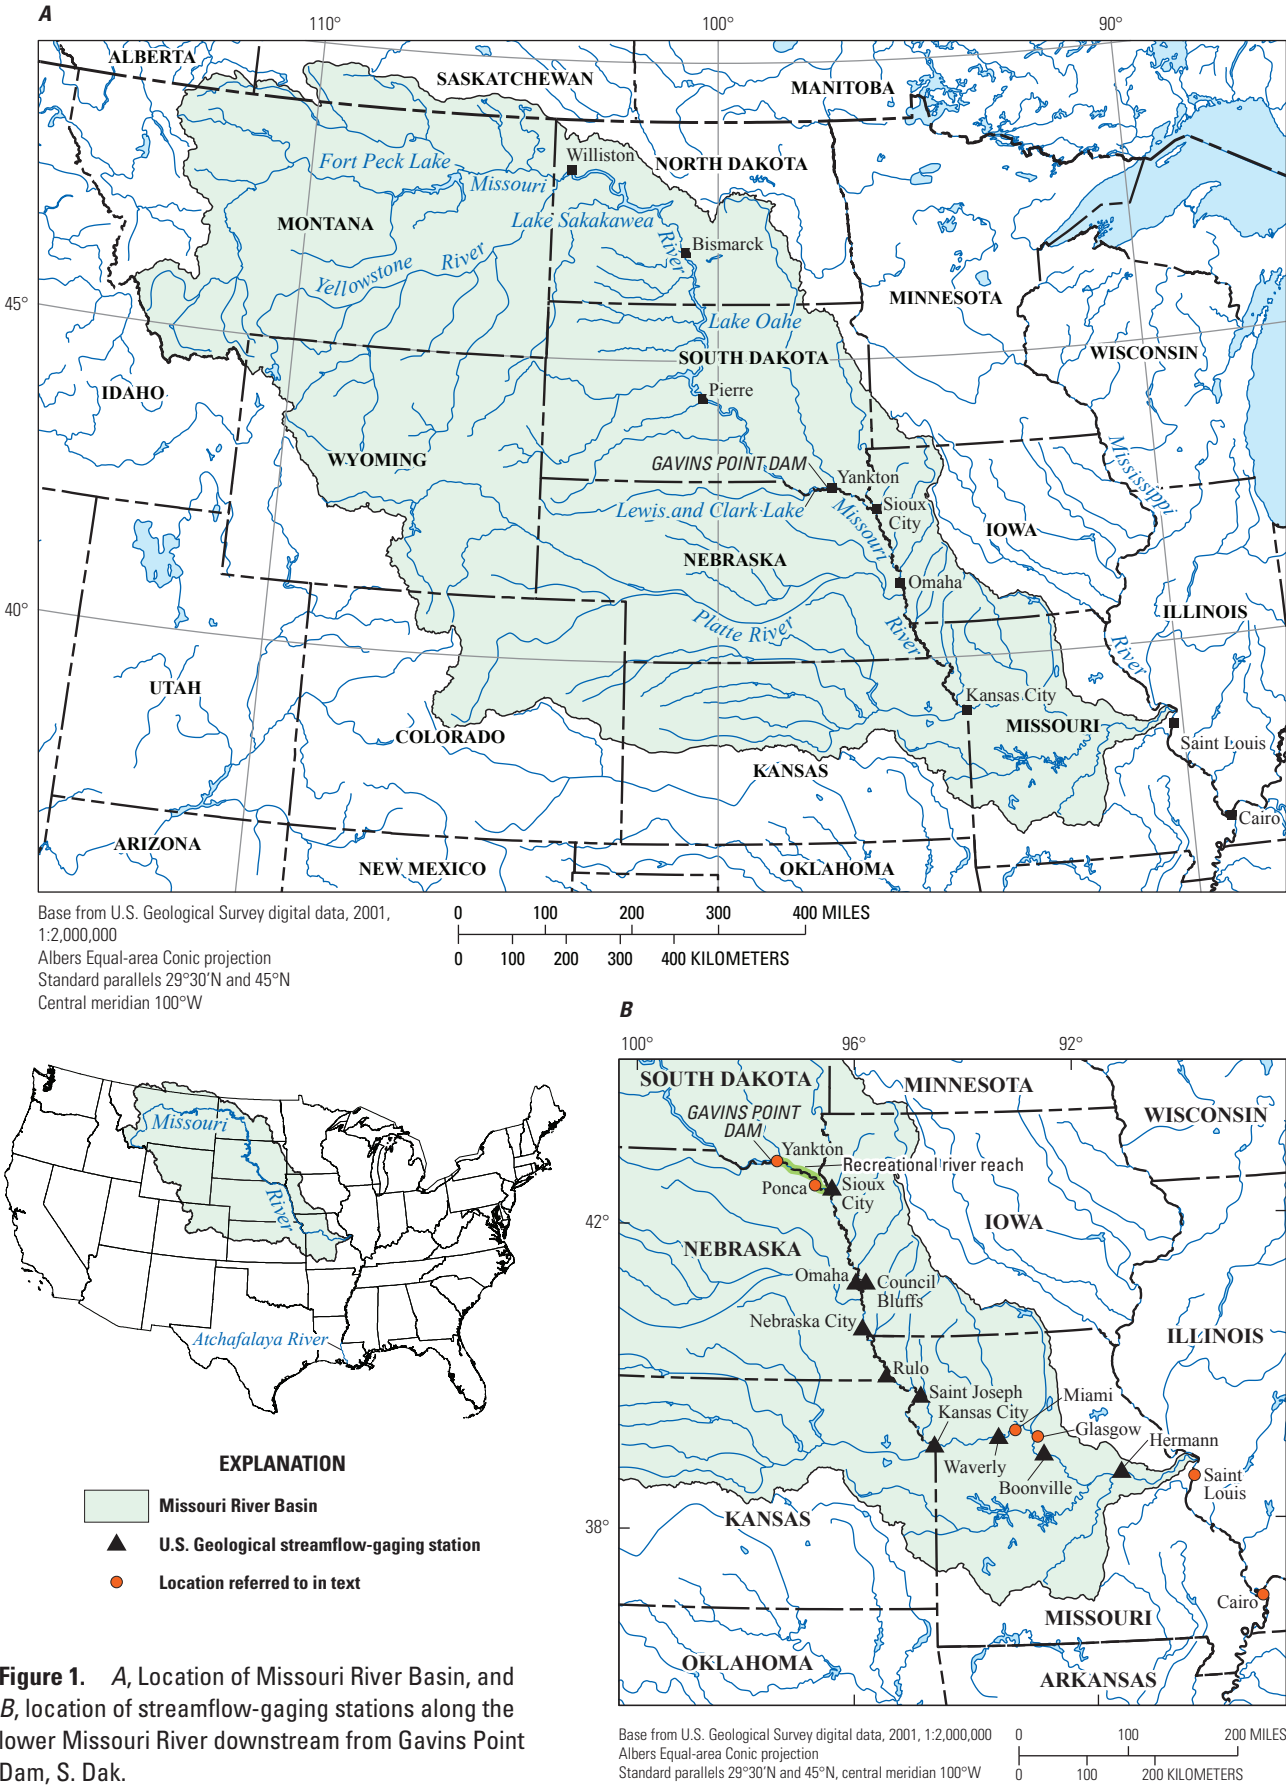 A
110°
100°
90°
ALBERTA
SASKATCHEWAN
MANITOBA
Fort Peck Lake
Williston
NORTH DAKOTA
Missouri
MONTANA
Lake Sakakawea
River
Bismarck
Yellowstone River
45°
MINNESOTA
Lake Oahe
SOUTH DAKOTA
WISCONSIN
IDAHO
Pierre
WYOMING
GAVINS POINT DAM
Yankton
Mississippi
Lewis and Clark Lake
Missouri
Sioux
City
IOWA
NEBRASKA
Omaha
40°
ILLINOIS
Platte River
River
River
UTAH
Kansas City
MISSOURI
COLORADO
Saint Louis
KANSAS
Cairo
ARIZONA
NEW MEXICO
OKLAHOMA
Base from U.S. Geological Survey digital data, 2001,
1:2,000,000
Albers Equal-area Conic projection
Standard parallels 29°30'N and 45°N
Central meridian 100°W
0 100 200 300 400 MILES
0 100 200 300 400 KILOMETERS
Missouri
River
Atchafalaya River
EXPLANATION
Missouri River Basin
U.S. Geological streamflow-gaging station
Location referred to in text
B
100°
96°
92°
SOUTH DAKOTA
MINNESOTA
WISCONSIN
GAVINS POINT
DAM
Yankton
Recreational river reach
Ponca
Sioux
City
42°
IOWA
NEBRASKA
Omaha
Council
Bluffs
Nebraska City
ILLINOIS
Rulo
Saint Joseph
Miami
Kansas City
Glasgow
Hermann
Waverly
Boonville
Saint
Louis
KANSAS
38°
Cairo
MISSOURI
OKLAHOMA
ARKANSAS
Base from U.S. Geological Survey digital data, 2001, 1:2,000,000
Albers Equal-area Conic projection
Standard parallels 29°30'N and 45°N, central meridian 100°W
0 100 200 MILES
0 100 200 KILOMETERS
Figure 1. A, Location of Missouri River Basin, and
B, location of streamflow-gaging stations along the
lower Missouri River downstream from Gavins Point
Dam, S. Dak.